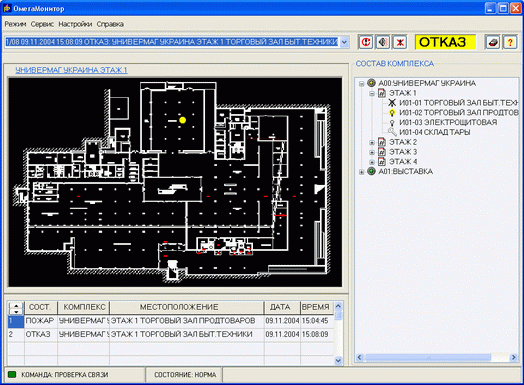 ОмегаМонитор
Режим Сервис Настройки Справка
1/08 09.11.2004 15:08:09 ОТКАЗ: УНИВЕРМАГ УКРАИНА ЭТАЖ 1 ТОРГОВЫЙ ЗАЛ БЫТ.ТЕХНИКИ
ОТКАЗ
?
УНИВЕРМАГ УКРАИНА ЭТАЖ 1
СОСТАВ КОМПЛЕКСА
А00:УНИВЕРМАГ УКРАИНА
ЭТАЖ 1
И01-01 ТОРГОВЫЙ ЗАЛ БЫТ.ТЕХН
И01-02 ТОРГОВЫЙ ЗАЛ ПРОДТОВ
И01-03 ЭЛЕКТРОЩИТОВАЯ
И01-04 СКЛАД ТАРЫ
ЭТАЖ 2
ЭТАЖ 3
ЭТАЖ 4
А01:ВЫСТАВКА
СОСТ. КОМПЛЕКС МЕСТОПОЛОЖЕНИЕ ДАТА ВРЕМЯ
1 ПОЖАР УНИВЕРМАГ У ЭТАЖ 1 ТОРГОВЫЙ ЗАЛ ПРОДТОВАРОВ 09.11.2004 15:04:45
2 ОТКАЗ УНИВЕРМАГ У ЭТАЖ 1 ТОРГОВЫЙ ЗАЛ БЫТ.ТЕХНИКИ 09.11.2004 15:08:09
КОМАНДА: ПРОВЕРКА СВЯЗИ СОСТОЯНИЕ: НОРМА